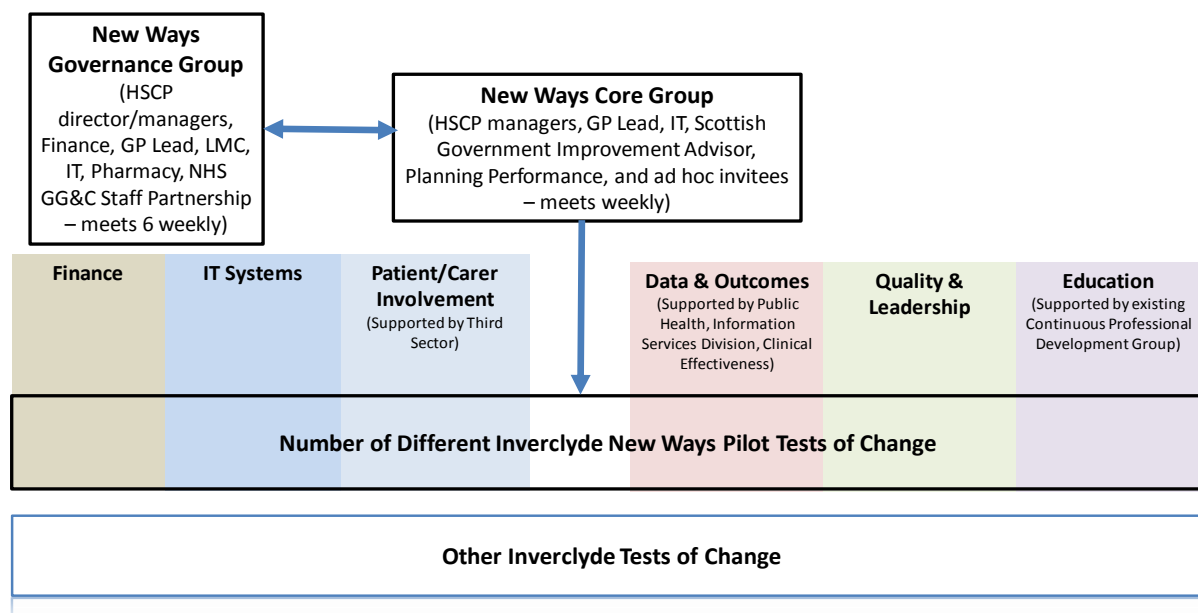 New Ways
Governance Group
(HSCP
director/managers,
Finance, GP Lead, LMC,
IT, Pharmacy, NHS
GG&C Staff Partnership
– meets 6 weekly)
New Ways Core Group
(HSCP managers, GP Lead, IT, Scottish
Government Improvement Advisor,
Planning Performance, and ad hoc invitees
– meets weekly)
Finance
IT Systems
Patient/Carer
Involvement
(Supported by Third
Sector)
Data & Outcomes
(Supported by Public
Health, Information
Services Division, Clinical
Effectiveness)
Quality &
Leadership
Education
(Supported by existing
Continuous Professional
Development Group)
Number of Different Inverclyde New Ways Pilot Tests of Change
Other Inverclyde Tests of Change